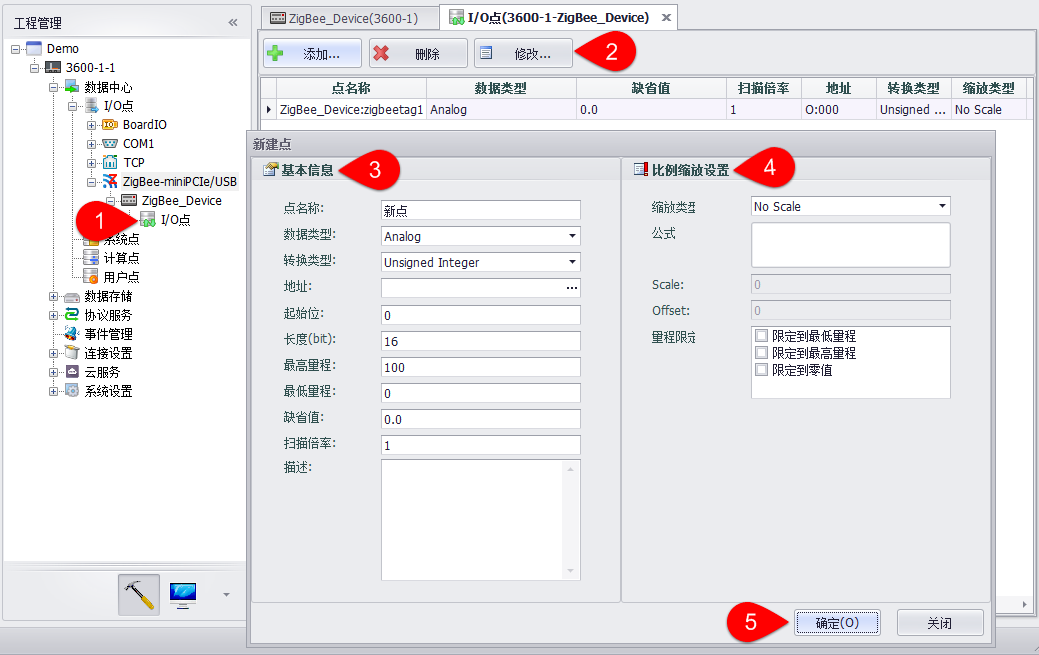 工程管理
«
Demo
3600-1-1
数据中心
I/O点
BoardIO
COM1
TCP
ZigBee-miniPCIe/USB
ZigBee_Device
1
I/O点
系统点
计算点
用户点
数据存储
协议服务
事件管理
连接设置
云服务
系统设置
ZigBee_Device(3600-1)
I/O点(3600-1-ZigBee_Device)
添加...
删除
修改...
2
点名称 数据类型 缺省值 扫描倍率 地址 转换类型 缩放类型
ZigBee_Device:zigbeetag1 Analog 0.0 1 O:000 Unsigned ... No Scale
新建点
基本信息
3
点名称: 新点
数据类型: Analog
转换类型: Unsigned Integer
地址: ...
起始位: 0
长度(bit): 16
最高量程: 100
最低量程: 0
缺省值: 0.0
扫描倍率: 1
描述:
比例缩放设置
4
缩放类型 No Scale
公式
Scale: 0
Offset: 0
量程限定
限定到最低量程
限定到最高量程
限定到零值
5
确定(O)
关闭